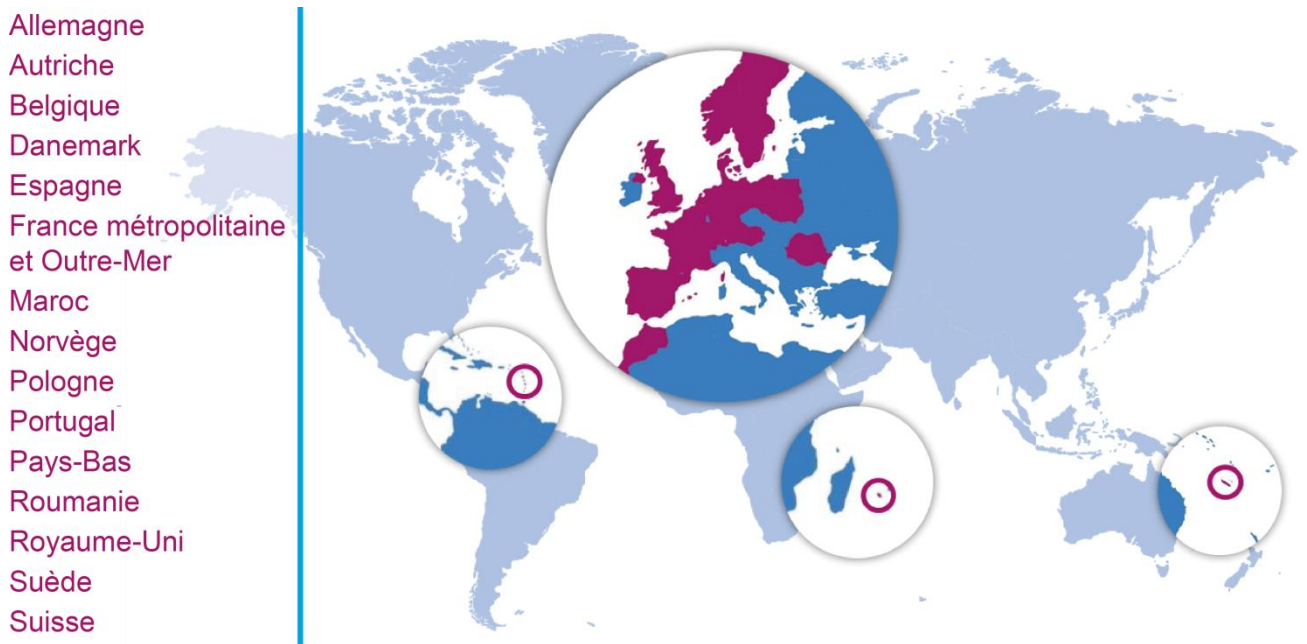 Allemagne
Autriche
Belgique
Danemark
Espagne
France métropolitaine
et Outre-Mer
Maroc
Norvège
Pologne
Portugal
Pays-Bas
Roumanie
Royaume-Uni
Suède
Suisse